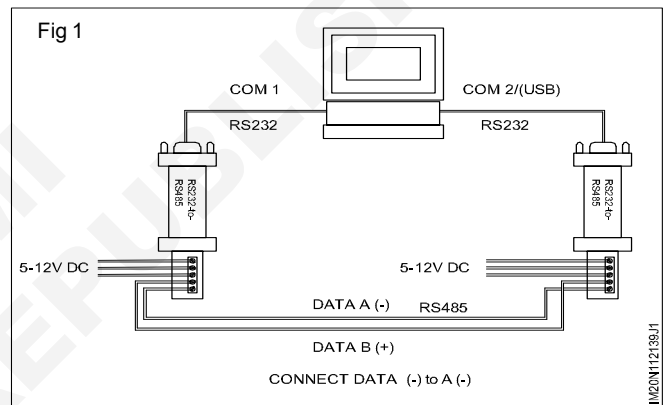 Fig 1
COM 1
COM 2/(USB)
RS232
RS232
RS232-to-
RS485
RS232-to-
RS485
5-12V DC
5-12V DC
DATA A (-)
RS485
DATA B (+)
CONNECT DATA (-) to A (-)
IM20N112139J1